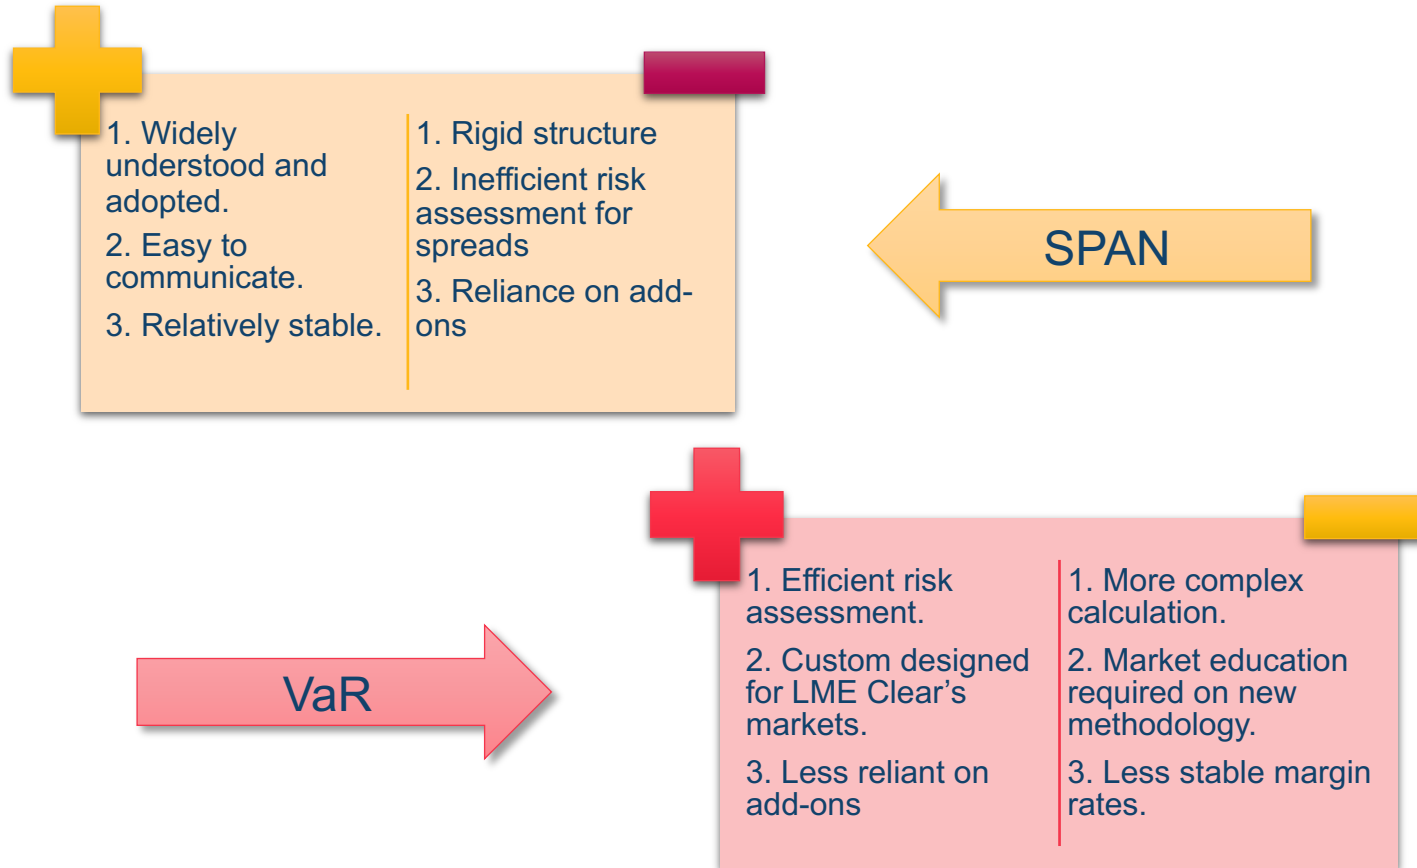 1. Widely
understood and
adopted.
2. Easy to
communicate.
3. Relatively stable.
1. Rigid structure
2. Inefficient risk
assessment for
spreads
3. Reliance on add-
ons
SPAN
VaR
1. Efficient risk
assessment.
2. Custom designed
for LME Clear’s
markets.
3. Less reliant on
add-ons
1. More complex
calculation.
2. Market education
required on new
methodology.
3. Less stable margin
rates.